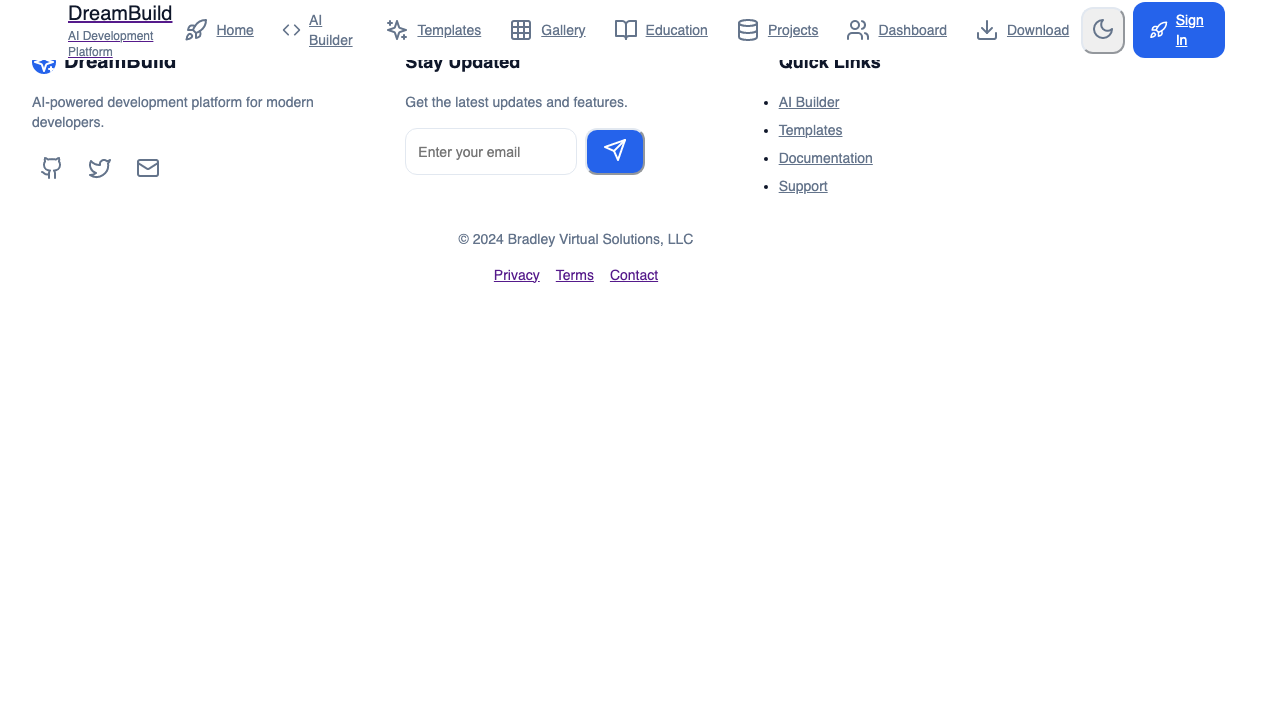 DreamBuild
AI Development
Platform
Home
AI
Builder
Templates
Gallery
Education
Projects
Dashboard
Download
Sign
In
DreamBuild
AI-powered development platform for modern
developers.
Stay Updated
Get the latest updates and features.
Enter your email
Quick Links
AI Builder
Templates
Documentation
Support
© 2024 Bradley Virtual Solutions, LLC
Privacy Terms Contact